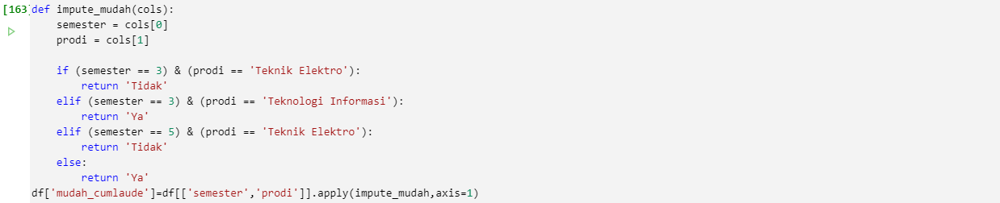 [163] def impute_mudah(cols):
    semester = cols[0]
    prodi = cols[1]

    if (semester == 3) & (prodi == 'Teknik Elektro'):
        return 'Tidak'
    elif (semester == 3) & (prodi == 'Teknologi Informasi'):
        return 'Ya'
    elif (semester == 5) & (prodi == 'Teknik Elektro'):
        return 'Tidak'
    else:
        return 'Ya'
df['mudah_cumlaude']=df[['semester','prodi']].apply(impute_mudah,axis=1)